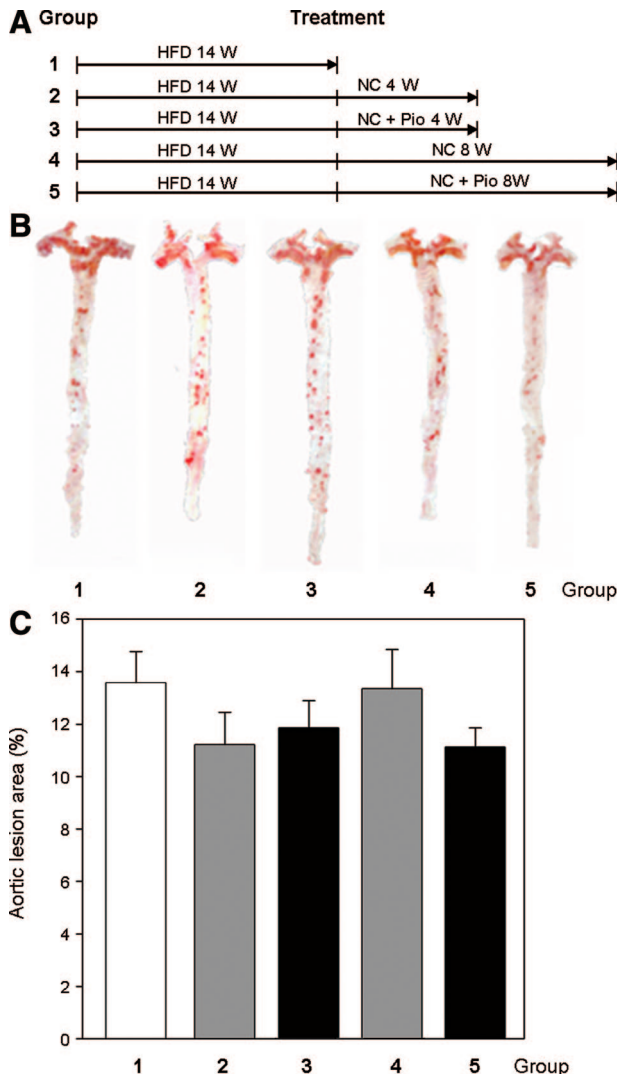 A Group Treatment
1 HFD 14 W
2 HFD 14 W NC 4 W
3 HFD 14 W NC + Pio 4 W
4 HFD 14 W NC 8 W
5 HFD 14 W NC + Pio 8W
B
1 2 3 4 5 Group
C
Aortic lesion area (%)
16
14
12
10
8
6
4
2
0
1 2 3 4 5 Group